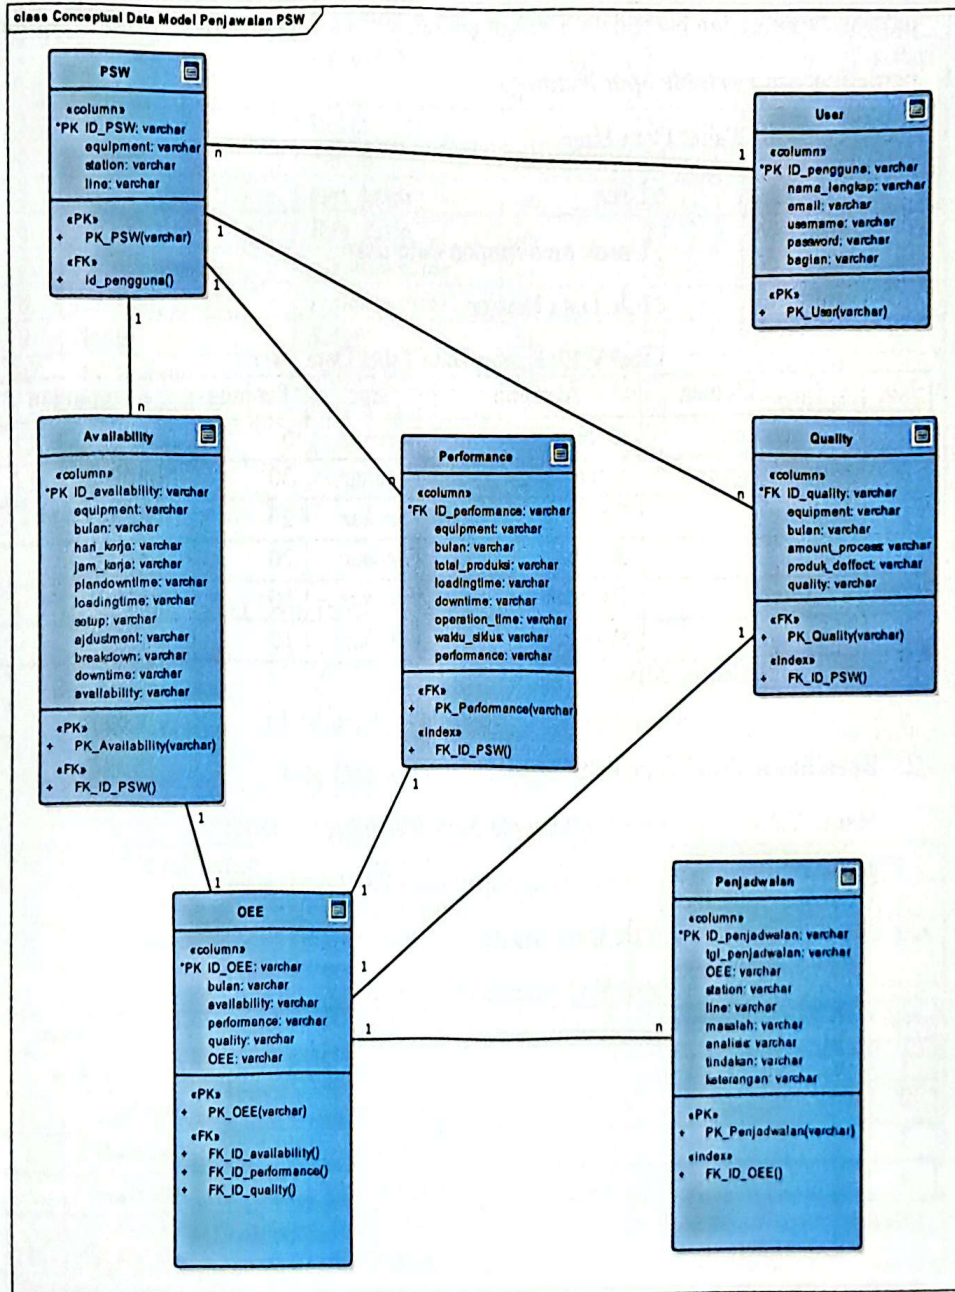 class Conceptual Data Model Penjawalan PSW
PSW
«column»
*PK ID_PSW: varchar
equipment: varchar
station: varchar
line: varchar
«PK»
+ PK_PSW(varchar)
«FK»
+ id_pengguna()
User
«column»
*PK ID_pengguna: varchar
nama_lengkap: varchar
email: varchar
username: varchar
password: varchar
bagian: varchar
«PK»
+ PK_User(varchar)
n
1
1
1
1
n
n
n
Availability
«column»
*PK ID_availability: varchar
equipment: varchar
bulan: varchar
hari_kerja: varchar
jam_kerja: varchar
plandowntime: varchar
loadingtime: varchar
setup: varchar
ajdustment: varchar
breakdown: varchar
downtime: varchar
availability: varchar
«PK»
+ PK_Availability(varchar)
«FK»
+ FK_ID_PSW()
Performance
«column»
*FK ID_performance: varchar
equipment: varchar
bulan: varchar
total_produksi: varchar
loadingtime: varchar
downtime: varchar
operation_time: varchar
waktu_siklus: varchar
performance: varchar
«FK»
+ PK_Performance(varchar)
«index»
+ FK_ID_PSW()
Quality
«column»
*FK ID_quality: varchar
equipment: varchar
bulan: varchar
amount_process: varchar
produk_deffect: varchar
quality: varchar
«FK»
+ PK_Quality(varchar)
«index»
+ FK_ID_PSW()
1
1
1
1
1
1
1
n
OEE
«column»
*PK ID_OEE: varchar
bulan: varchar
availability: varchar
performance: varchar
quality: varchar
OEE: varchar
«PK»
+ PK_OEE(varchar)
«FK»
+ FK_ID_availability()
+ FK_ID_performance()
+ FK_ID_quality()
Penjadwalan
«column»
*PK ID_penjadwalan: varchar
tgl_penjadwalan: varchar
OEE: varchar
station: varchar
line: varchar
masalah: varchar
analisis: varchar
tindakan: varchar
keterangan: varchar
«PK»
+ PK_Penjadwalan(varchar)
«index»
+ FK_ID_OEE()